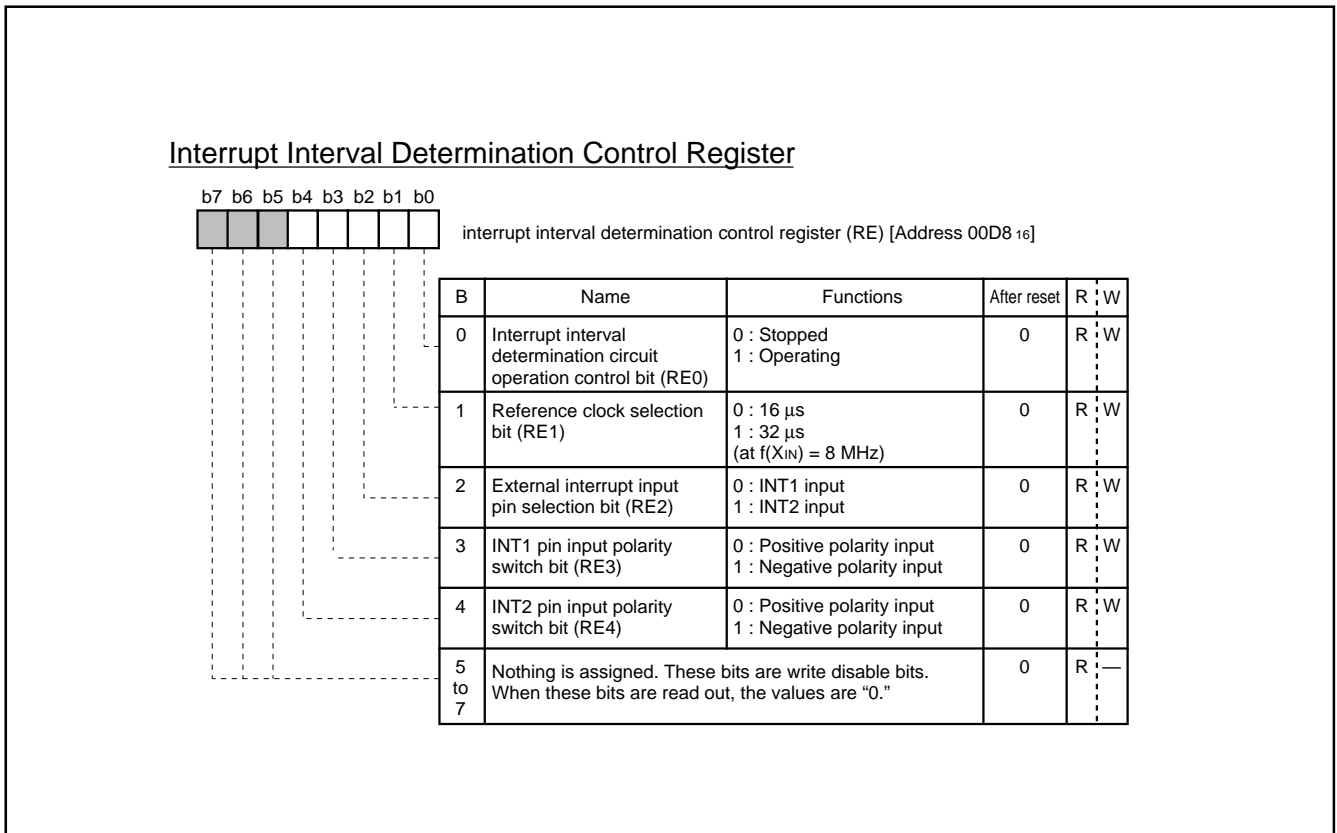 Interrupt Interval Determination Control Register
b7 b6 b5 b4 b3 b2 b1 b0
interrupt interval determination control register (RE) [Address 00D8 16]
B Name Functions After reset R W
0 Interrupt interval determination circuit operation control bit (RE0) 0 : Stopped 1 : Operating 0 R W
1 Reference clock selection bit (RE1) 0 : 16 μs 1 : 32 μs (at f(XIN) = 8 MHz) 0 R W
2 External interrupt input pin selection bit (RE2) 0 : INT1 input 1 : INT2 input 0 R W
3 INT1 pin input polarity switch bit (RE3) 0 : Positive polarity input 1 : Negative polarity input 0 R W
4 INT2 pin input polarity switch bit (RE4) 0 : Positive polarity input 1 : Negative polarity input 0 R W
5 to 7 Nothing is assigned. These bits are write disable bits. When these bits are read out, the values are “0.” 0 R —